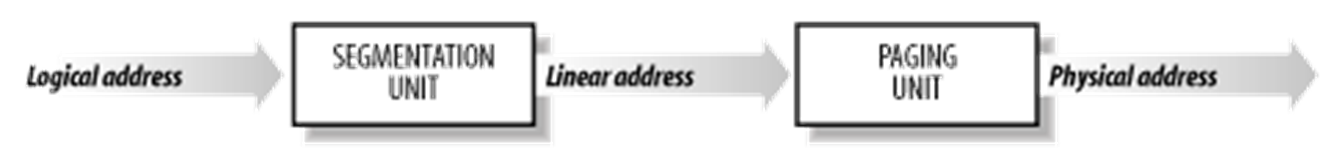 Logical address
SEGMENTATION
UNIT
Linear address
PAGING
UNIT
Physical address